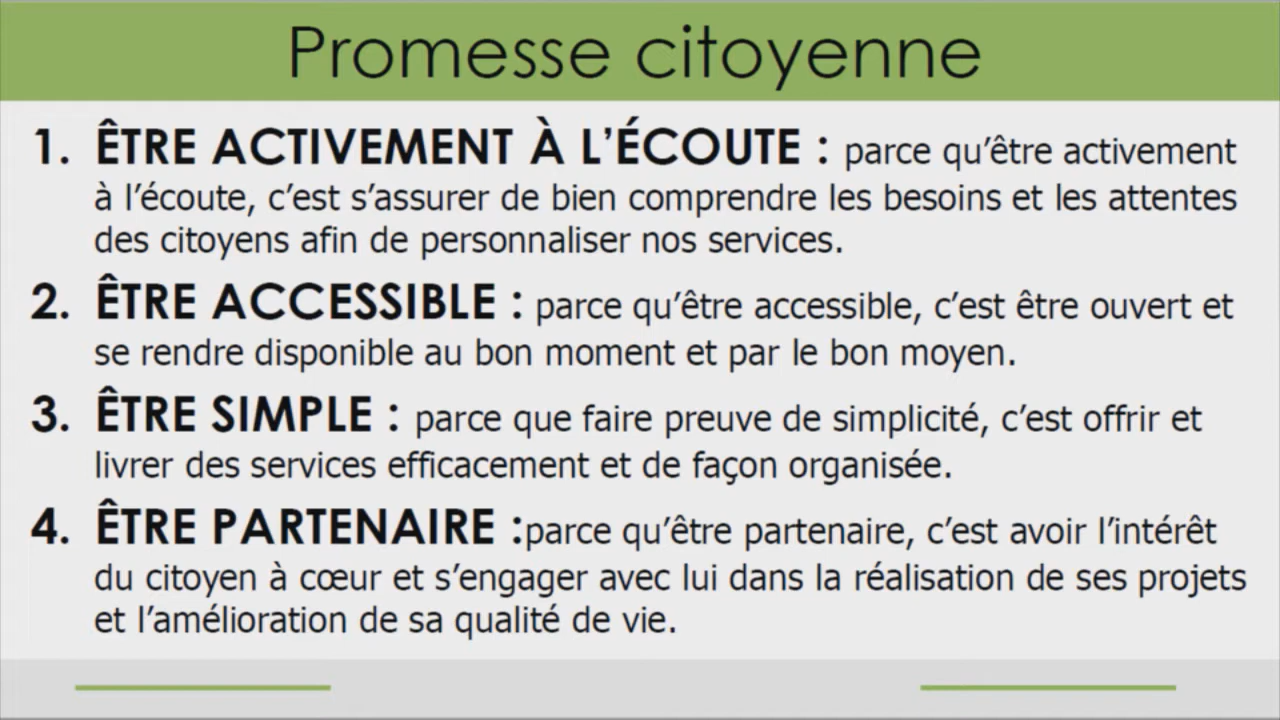 Promesse citoyenne
1. ÊTRE ACTIVEMENT À L’ÉCOUTE : parce qu’être activement
à l’écoute, c’est s’assurer de bien comprendre les besoins et les attentes
des citoyens afin de personnaliser nos services.
2. ÊTRE ACCESSIBLE : parce qu’être accessible, c’est être ouvert et
se rendre disponible au bon moment et par le bon moyen.
3. ÊTRE SIMPLE : parce que faire preuve de simplicité, c’est offrir et
livrer des services efficacement et de façon organisée.
4. ÊTRE PARTENAIRE :parce qu’être partenaire, c’est avoir l’intérêt
du citoyen à cœur et s’engager avec lui dans la réalisation de ses projets
et l’amélioration de sa qualité de vie.